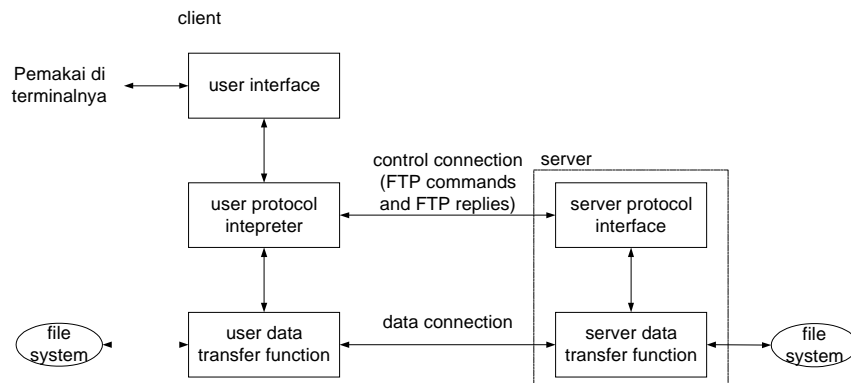 client
Pemakai di
terminalnya
user interface
control connection
(FTP commands
and FTP replies)
server
user protocol
intepreter
server protocol
interface
file
system
user data
transfer function
data connection
server data
transfer function
file
system